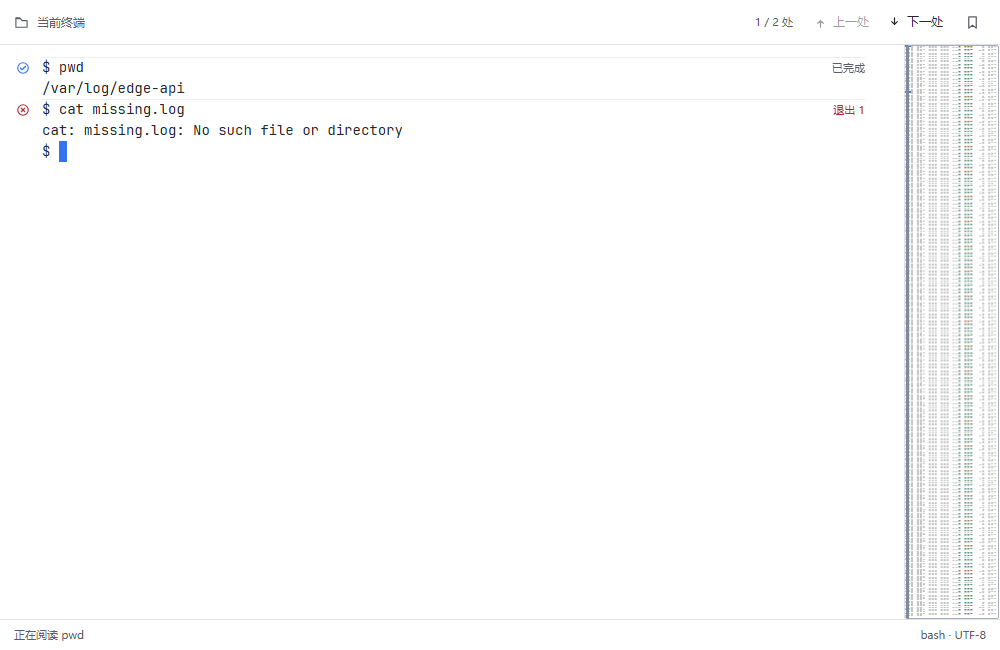 当前终端
1 / 2 处 上一处 下一处
$ pwd 已完成
/var/log/edge-api
$ cat missing.log 退出 1
cat: missing.log: No such file or directory
$
正在阅读 pwd bash · UTF-8